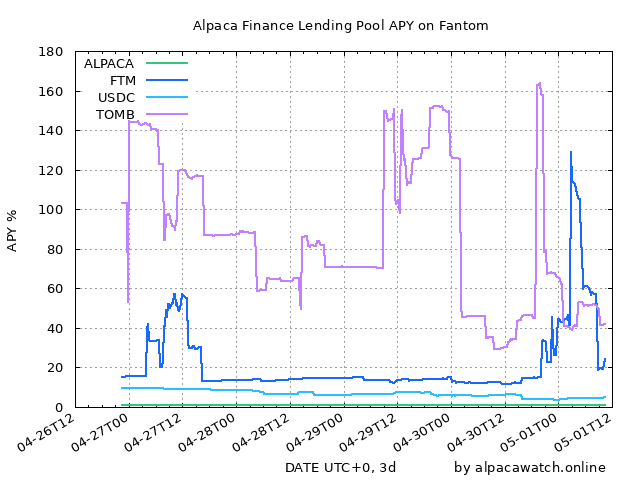 Alpaca Finance Lending Pool APY on Fantom
APY %
180
160
140
120
100
80
60
40
20
0
ALPACA
FTM
USDC
TOMB
04-26T12
04-27T00
04-27T12
04-28T00
04-28T12
04-29T00
04-29T12
04-30T00
04-30T12
05-01T00
05-01T12
DATE UTC+0, 3d
by alpacawatch.online